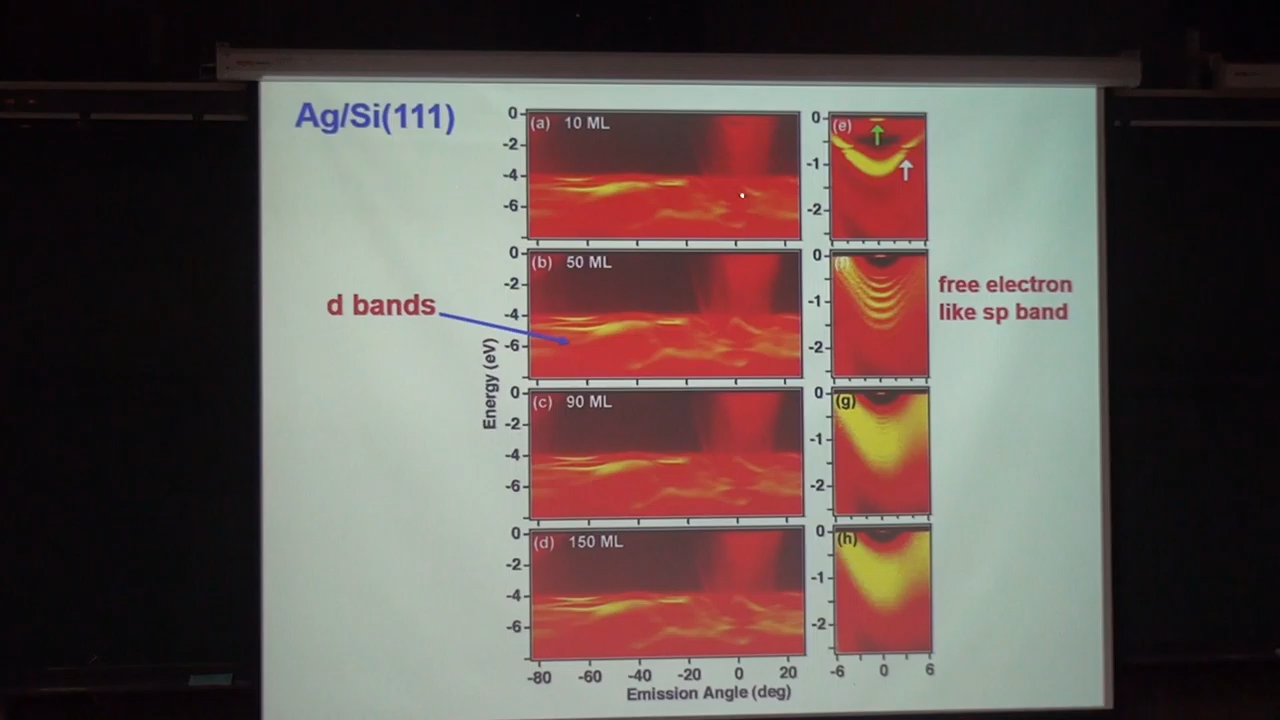 Ag/Si(111)
0
-2
-4
-6
(a) 10 ML
0
-1
-2
(e)
0
-2
-4
-6
(b) 50 ML
0
-1
-2
(f)
free electron
like sp band
d bands
Energy (eV)
0
-2
-4
-6
(c) 90 ML
0
-1
-2
(g)
0
-2
-4
-6
(d) 150 ML
0
-1
-2
(h)
-80 -60 -40 -20 0 20
-6 0 6
Emission Angle (deg)